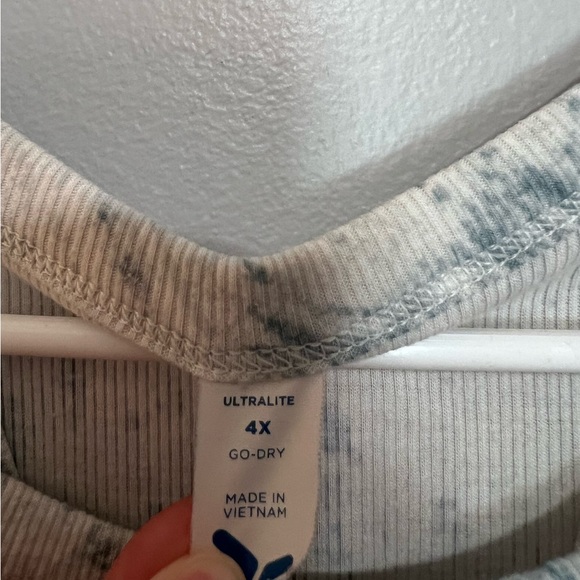 ULTRALITE
4X
GO-DRY
MADE IN
VIETNAM